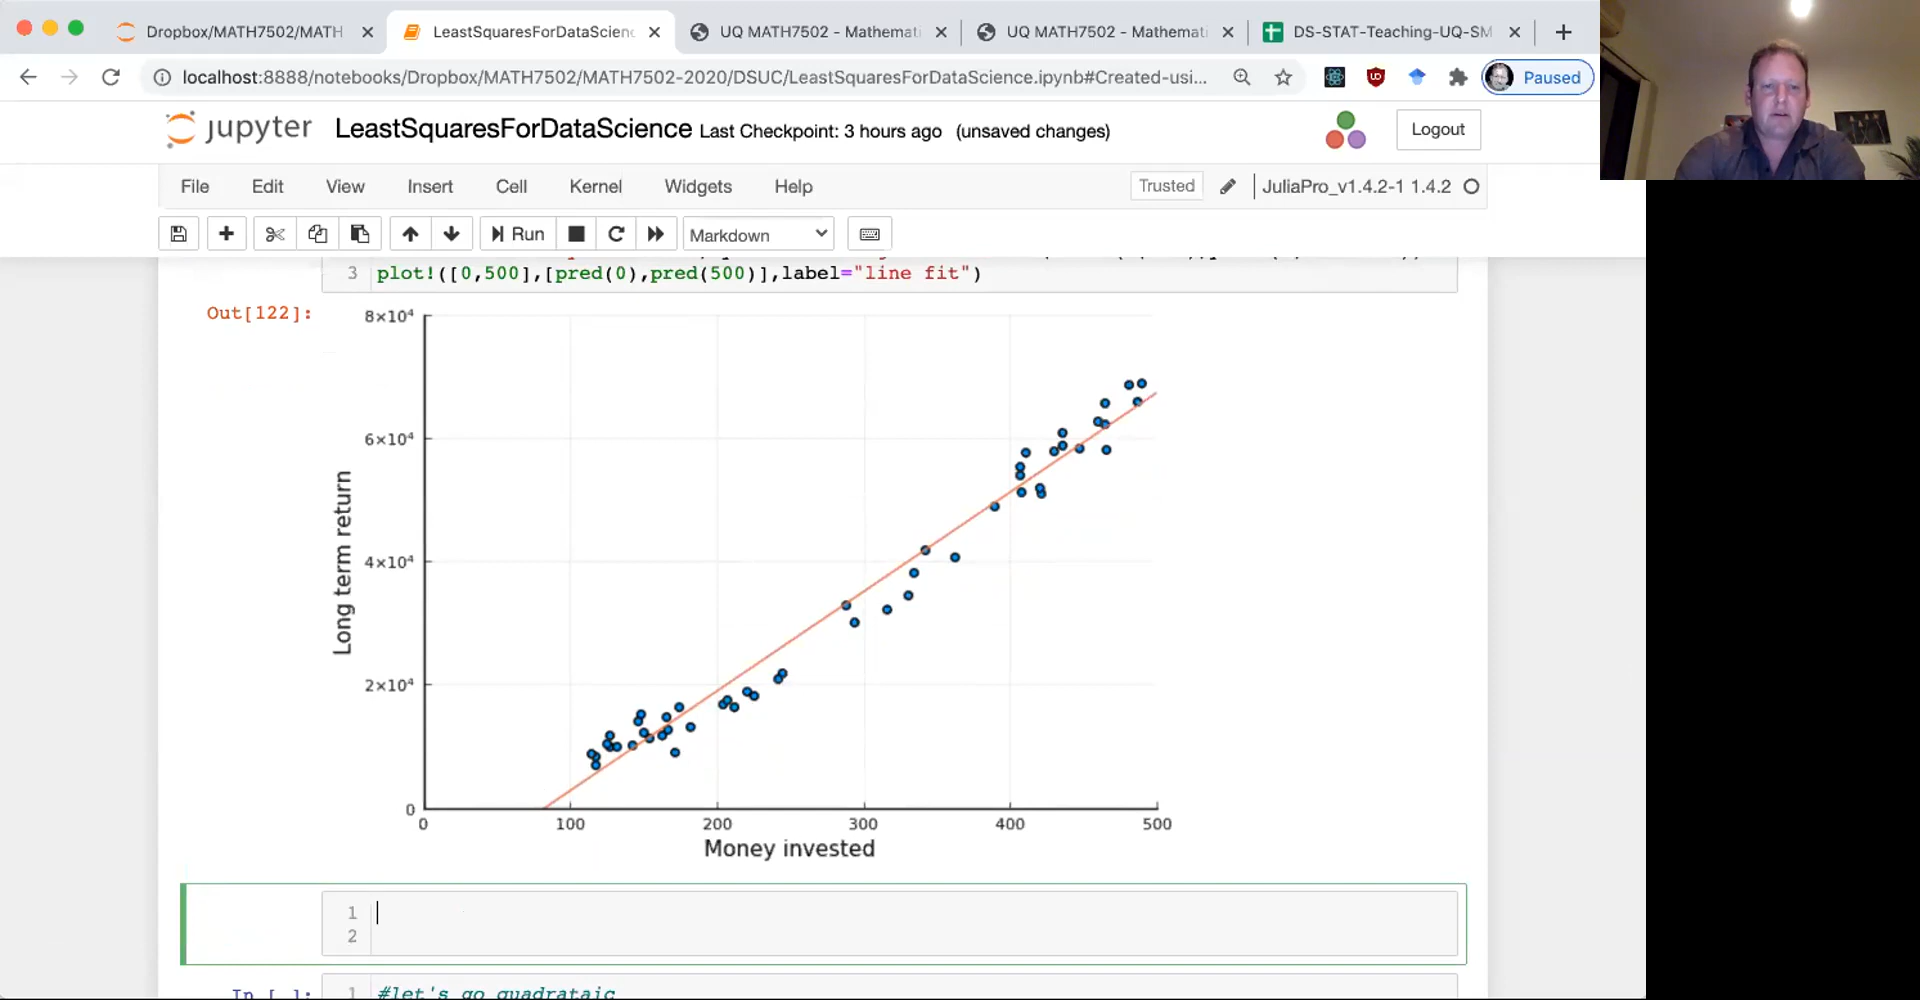 Dropbox/MATH7502/MATH
LeastSquaresForDataScienc
UQ MATH7502 - Mathemati
UQ MATH7502 - Mathemat
DS-STAT-Teaching-UQ-SM
localhost:8888/notebooks/Dropbox/MATH7502/MATH7502-2020/DSUC/LeastSquaresForDataScience.ipynb#Created-usi...
Paused
jupyter LeastSquaresForDataScience Last Checkpoint: 3 hours ago (unsaved changes)
Logout
File Edit View Insert Cell Kernel Widgets Help
Trusted
JuliaPro_v1.4.2-1 1.4.2
Run
Markdown
3 plot!([0,500],[pred(0),pred(500)],label="line fit")
Out[122]:
8×10⁴
6×10⁴
4×10⁴
2×10⁴
0
Long term return
0 100 200 300 400 500
Money invested
1
2
In [ ]: 1 #let's go quadrataic